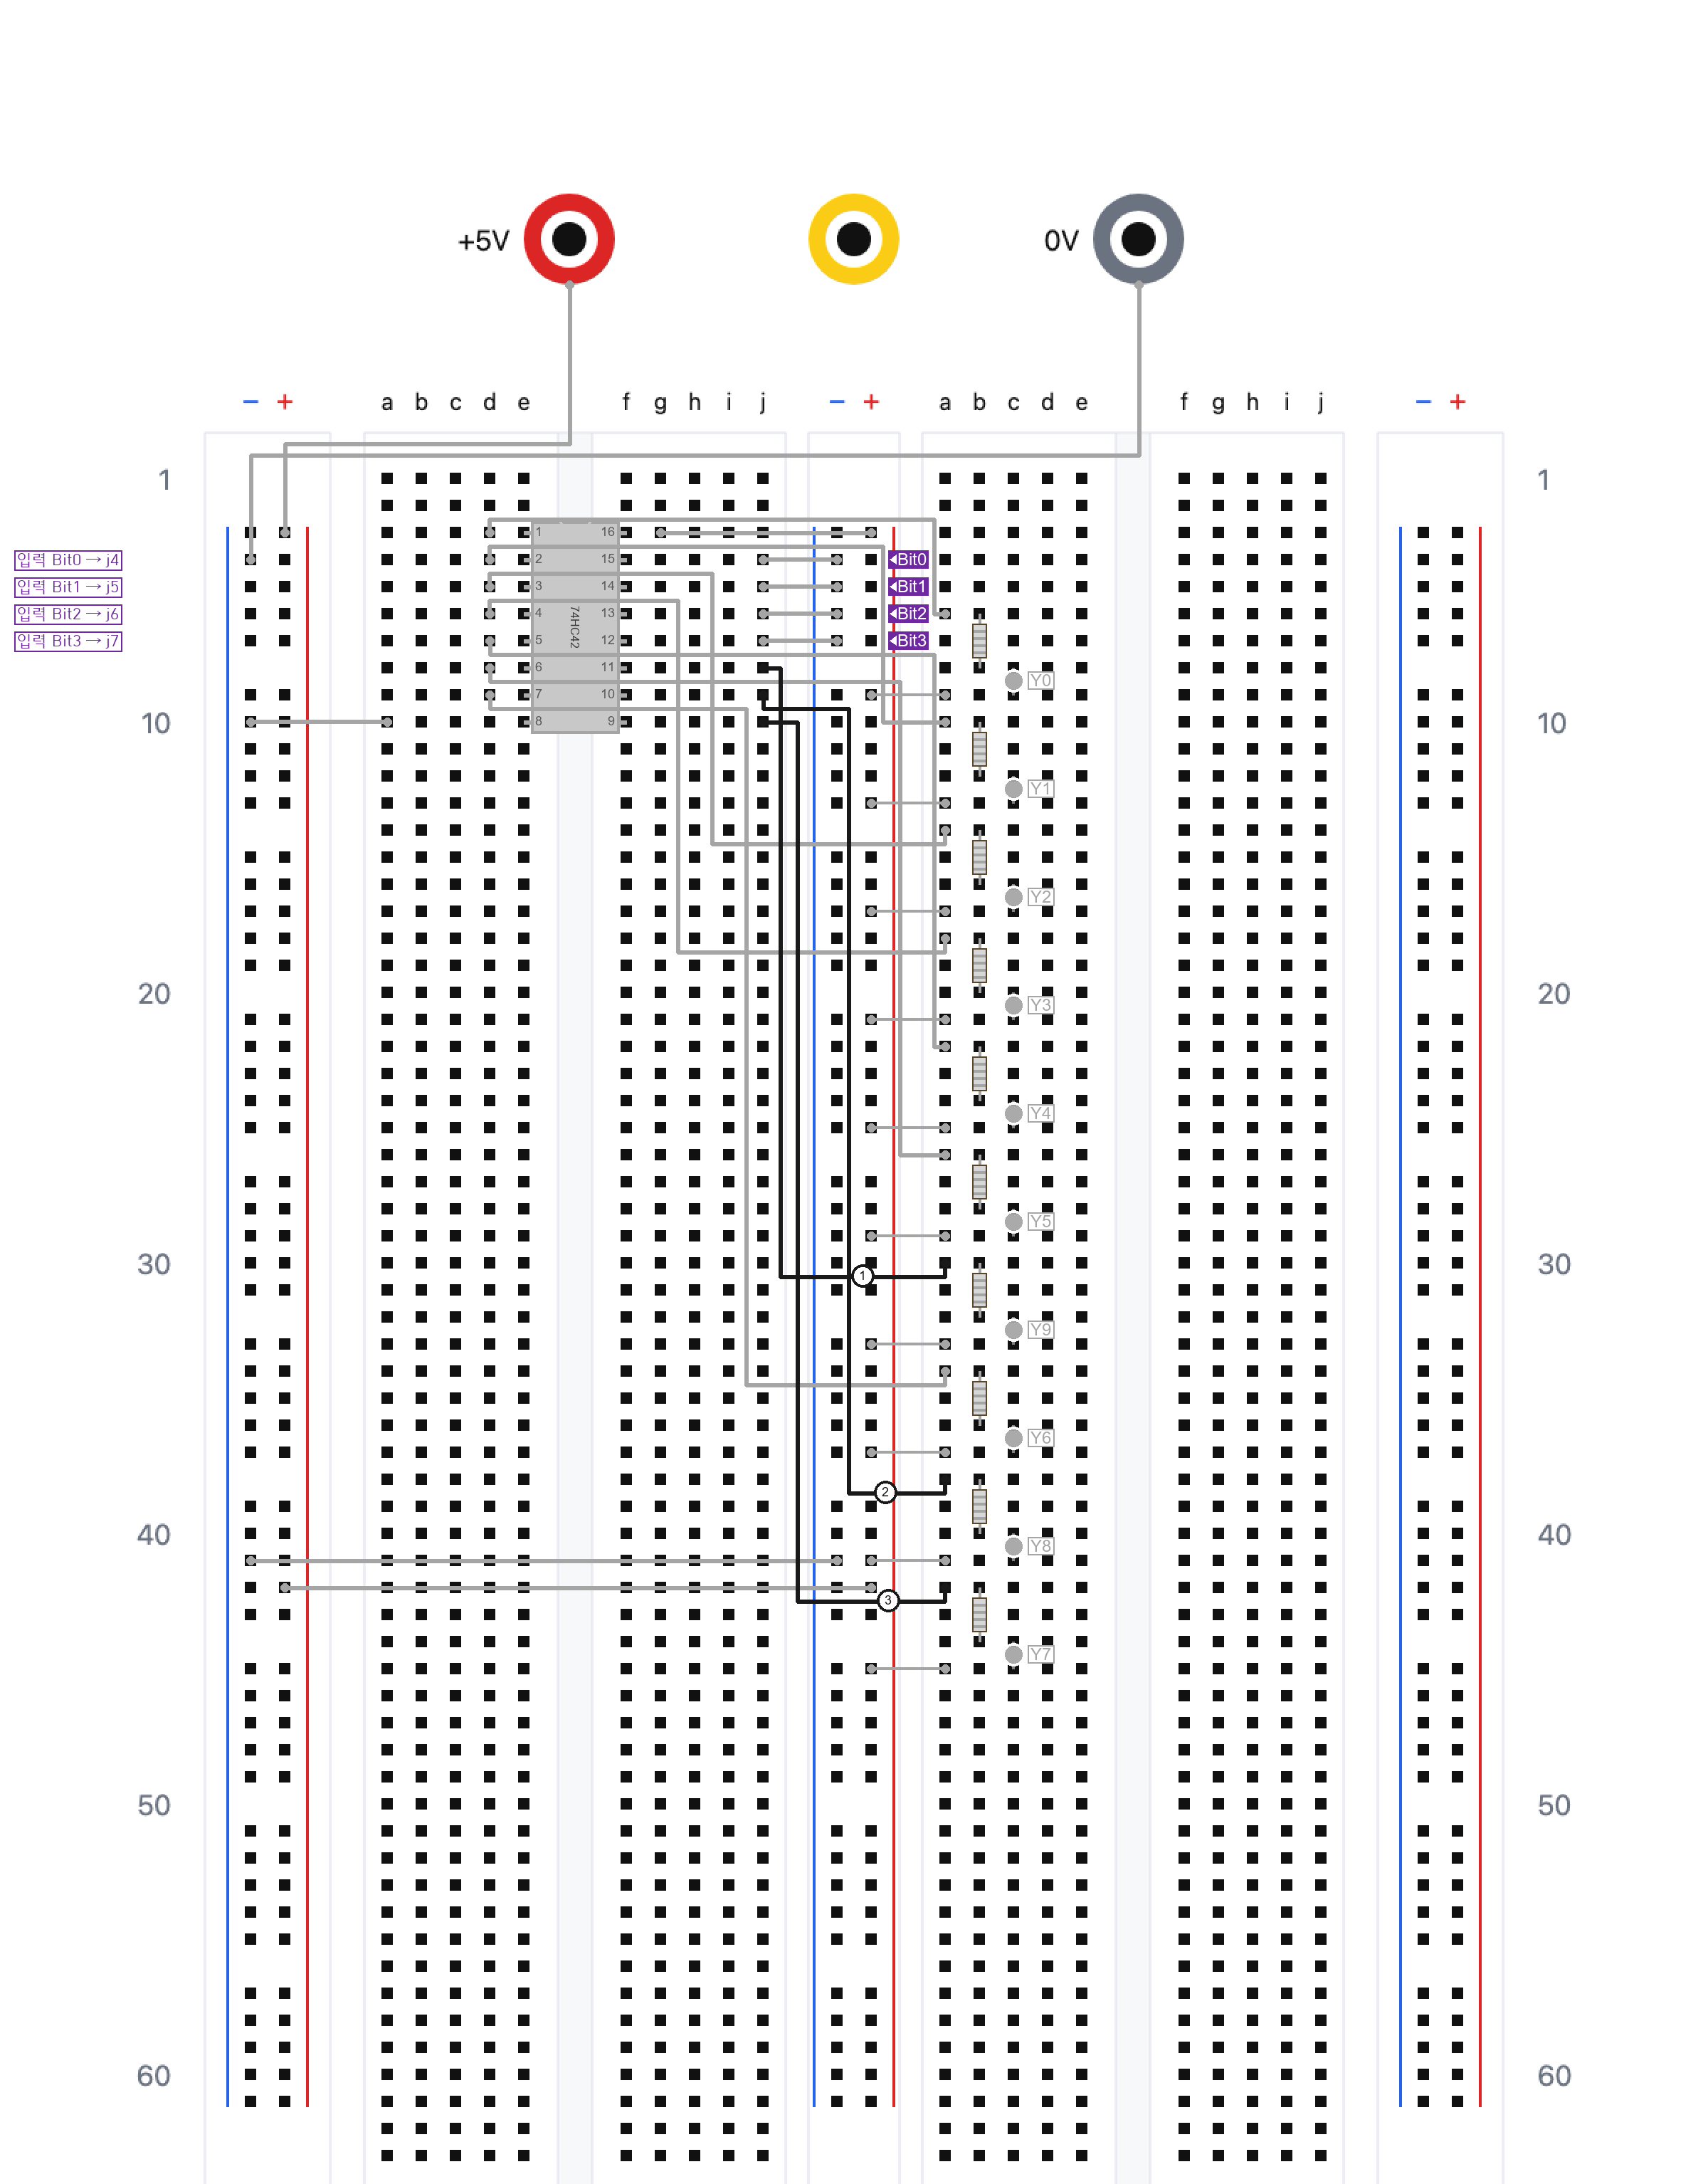 +5V
0V
− + a b c d e f g h i j − + a b c d e f g h i j − +
1 1
1 16
입력 Bit0 → j4 2 15 ◀Bit0
입력 Bit1 → j5 3 14 ◀Bit1
입력 Bit2 → j6 4 13 ◀Bit2
74HC42
입력 Bit3 → j7 5 12 ◀Bit3
6 11
Y0
7 10
10 8 9 10
Y1
Y2
20 20
Y3
Y4
Y5
30 30
1
Y9
Y6
2
40 40
Y8
3
Y7
50 50
60 60